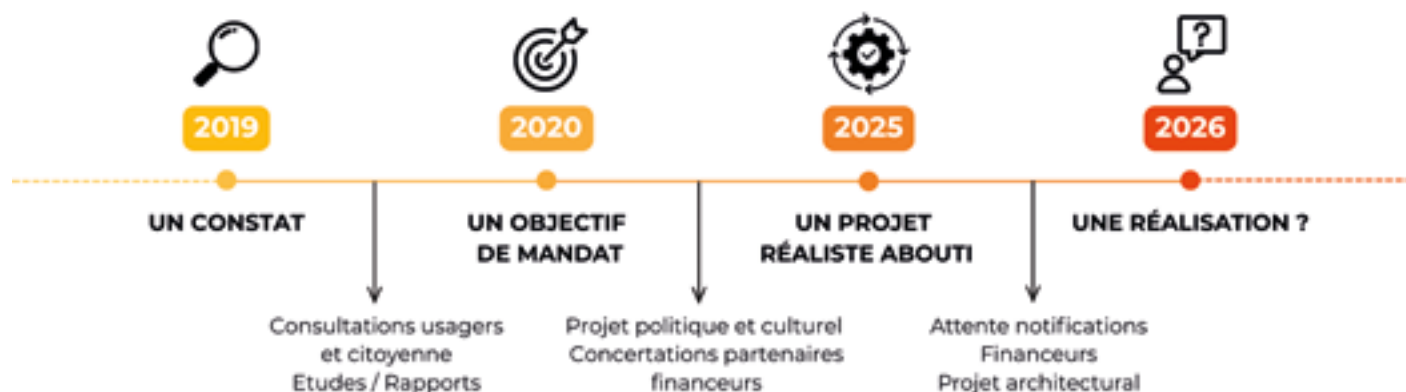 ?
2019
2020
2025
2026
UN CONSTAT
UN OBJECTIF
DE MANDAT
UN PROJET
RÉALISTE ABOUTI
UNE RÉALISATION ?
Consultations usagers
et citoyenne
Etudes / Rapports
Projet politique et culturel
Concertations partenaires
financeurs
Attente notifications
Financeurs
Projet architectural